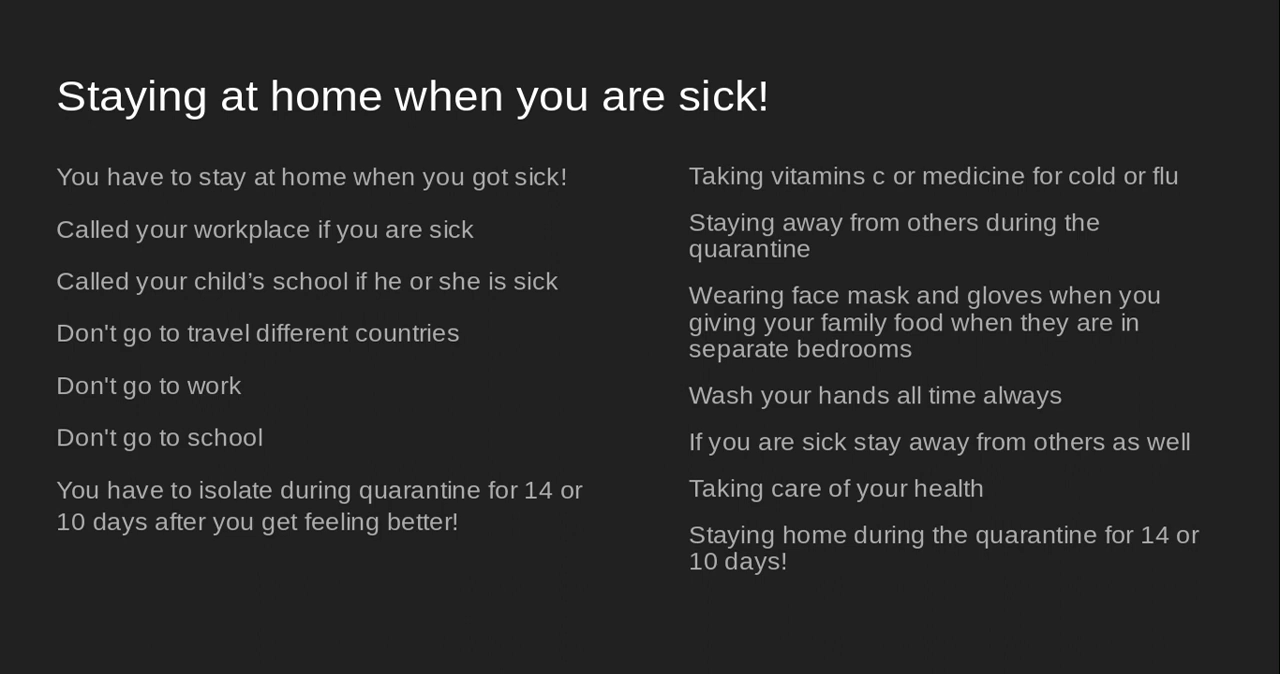 Staying at home when you are sick!
You have to stay at home when you got sick!
Called your workplace if you are sick
Called your child’s school if he or she is sick
Don't go to travel different countries
Don't go to work
Don't go to school
You have to isolate during quarantine for 14 or
10 days after you get feeling better!
Taking vitamins c or medicine for cold or flu
Staying away from others during the
quarantine
Wearing face mask and gloves when you
giving your family food when they are in
separate bedrooms
Wash your hands all time always
If you are sick stay away from others as well
Taking care of your health
Staying home during the quarantine for 14 or
10 days!